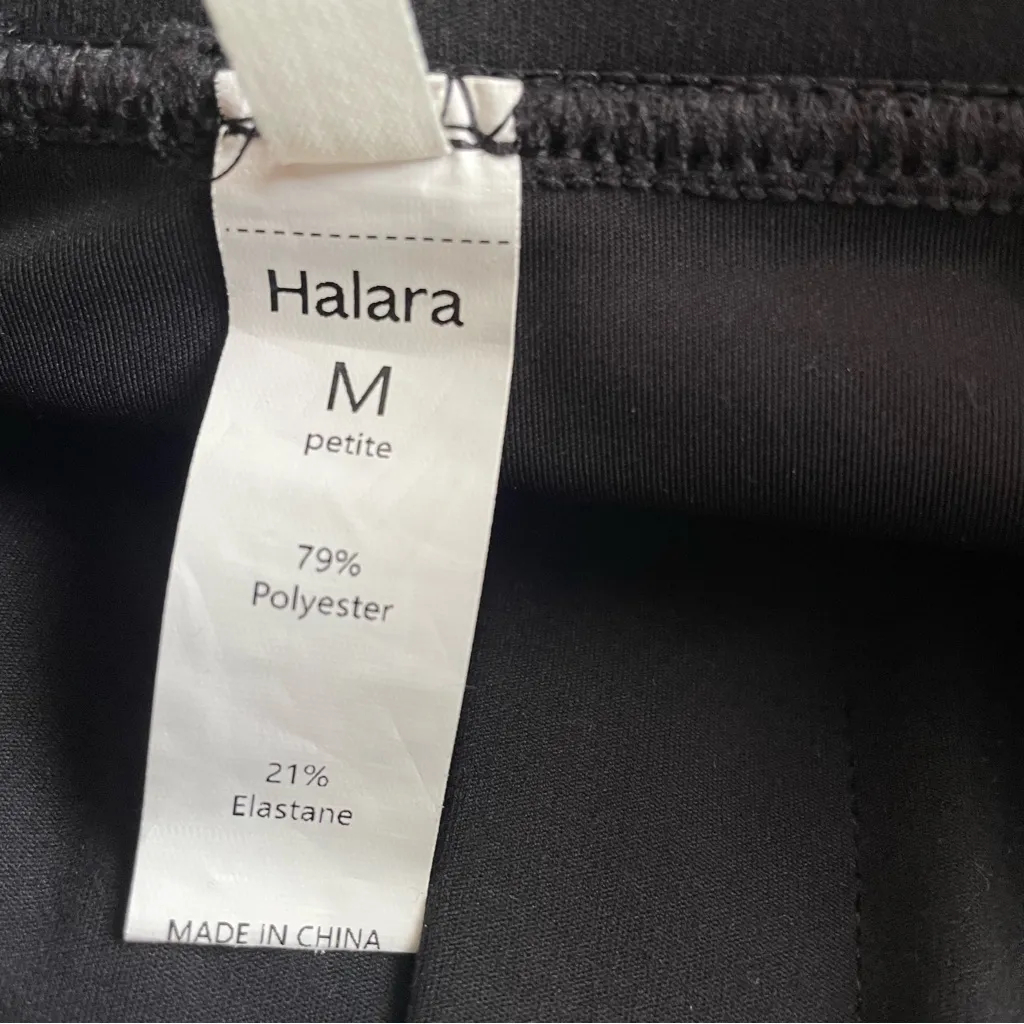 Halara
M
petite
79%
Polyester
21%
Elastane
MADE IN CHINA